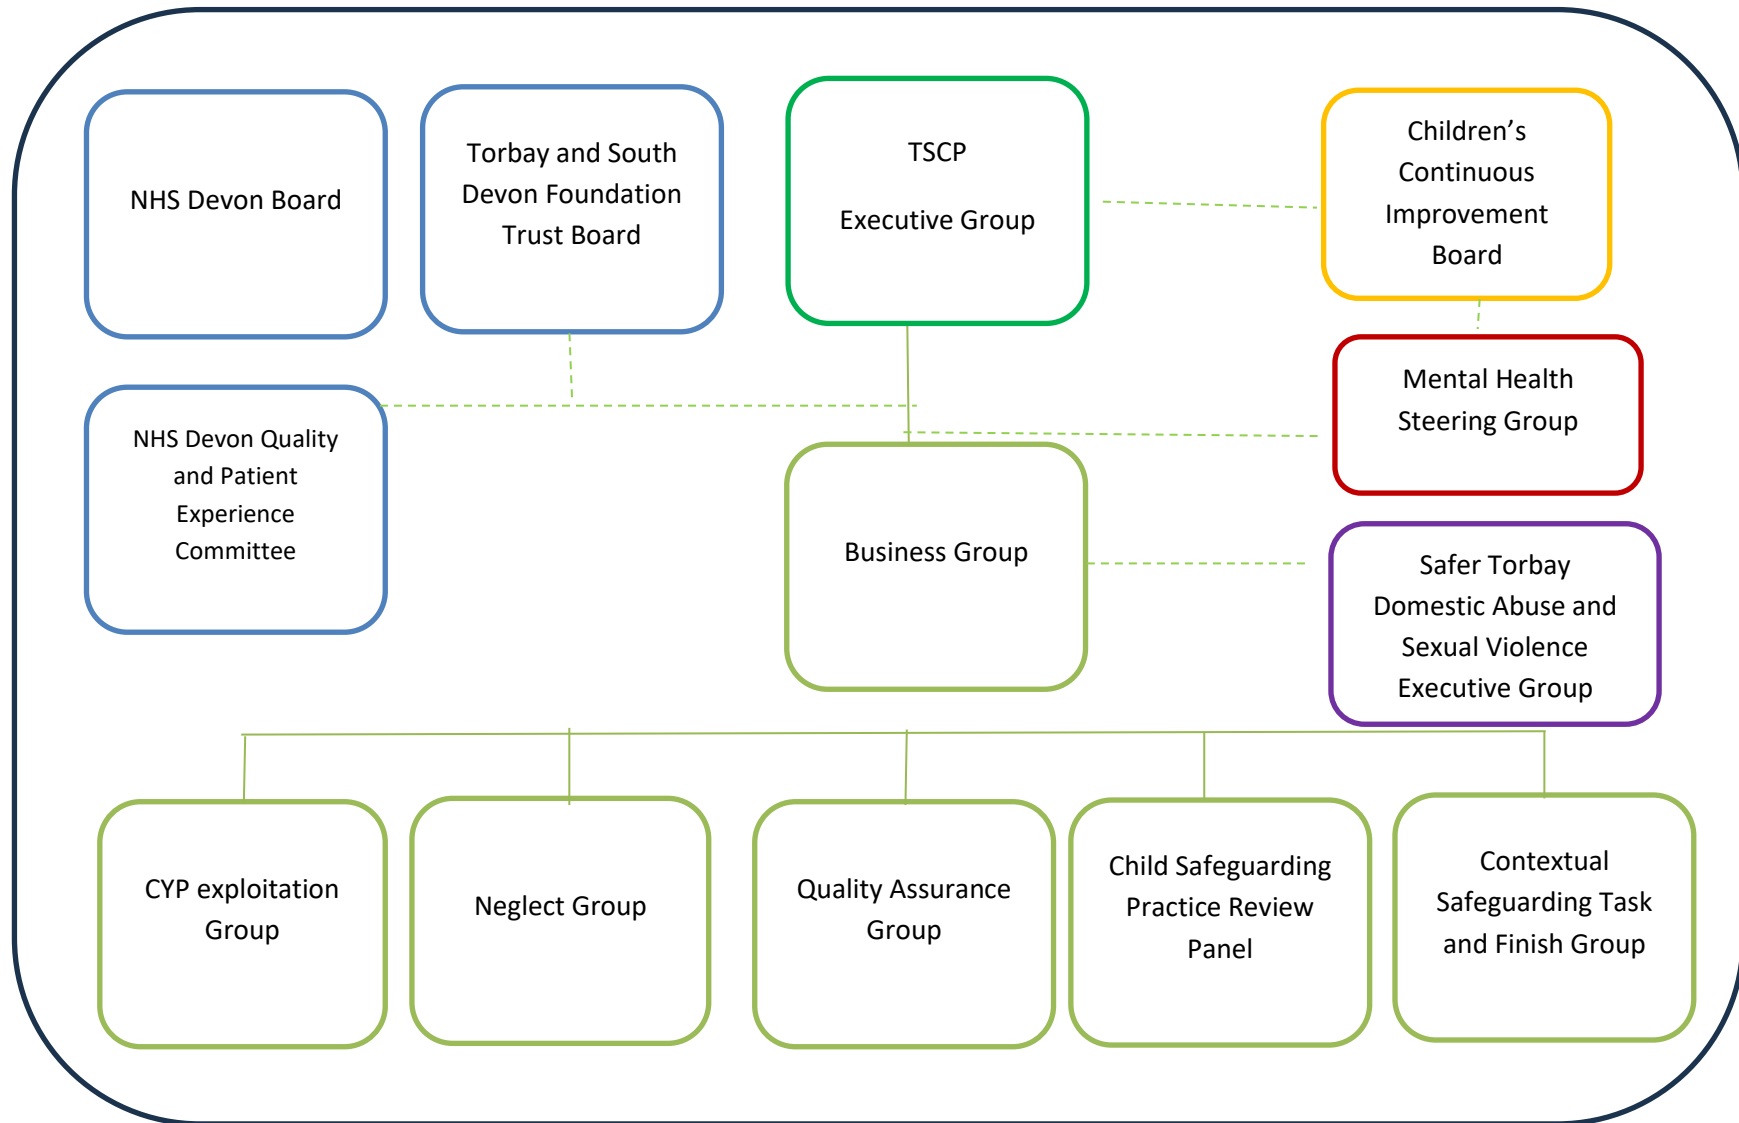 NHS Devon Board
Torbay and South
Devon Foundation
Trust Board
TSCP
Executive Group
Children’s
Continuous
Improvement
Board
NHS Devon Quality
and Patient
Experience
Committee
Mental Health
Steering Group
Business Group
Safer Torbay
Domestic Abuse and
Sexual Violence
Executive Group
CYP exploitation
Group
Neglect Group
Quality Assurance
Group
Child Safeguarding
Practice Review
Panel
Contextual
Safeguarding Task
and Finish Group